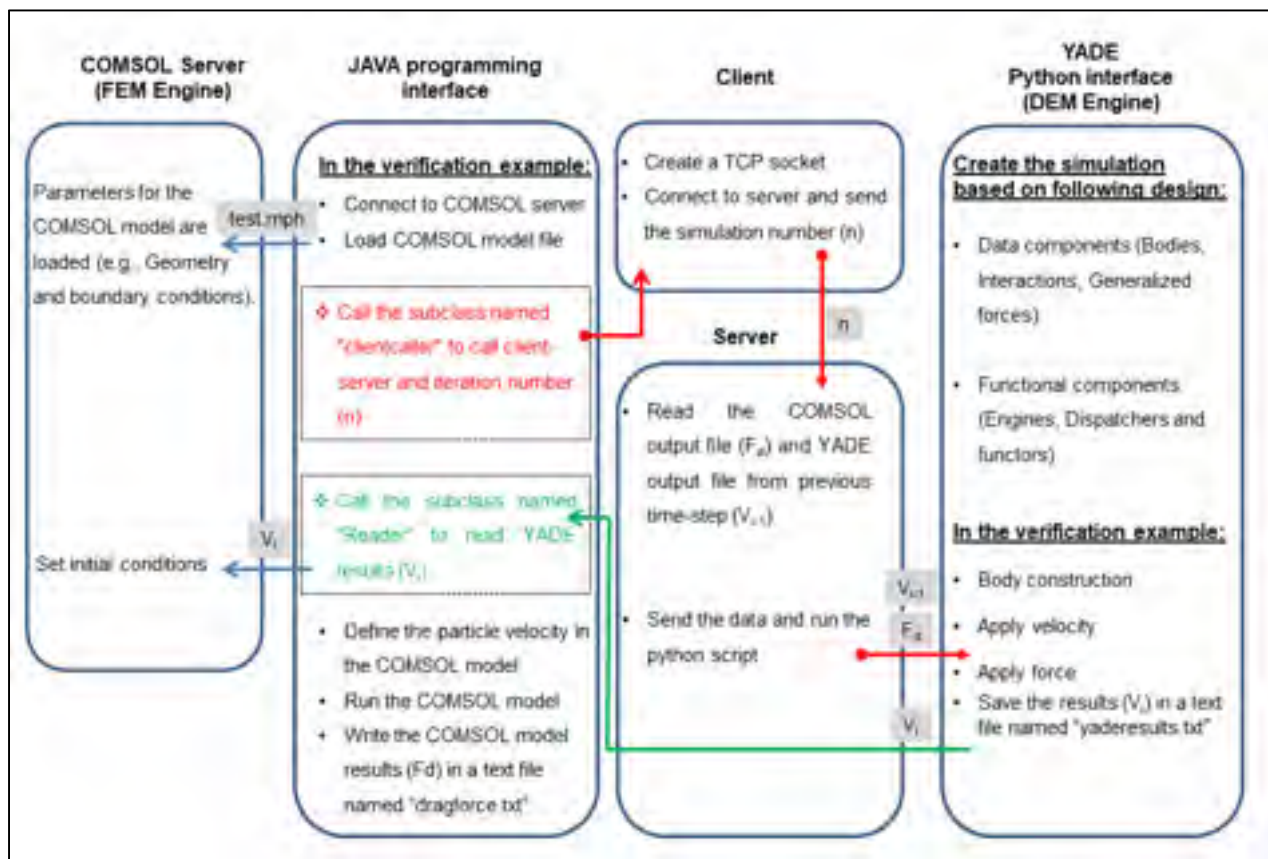 COMSOL Server
(FEM Engine)
Parameters for the
COMSOL model are
loaded (e.g., Geometry
and boundary conditions).
Set initial conditions
test.mph
Vᵢ
JAVA programming
interface
In the verification example:
• Connect to COMSOL server
• Load COMSOL model file
❖ Call the subclass named
"clientcaller" to call client-
server and iteration number
(n)
❖ Call the subclass named
"Reader" to read YADE
results (Vᵢ)
• Define the particle velocity in
the COMSOL model
• Run the COMSOL model
• Write the COMSOL model
results (Fd) in a text file
named "dragforce.txt"
Client
• Create a TCP socket
• Connect to server and send
the simulation number (n)
n
Server
• Read the COMSOL
output file (F_d) and YADE
output file from previous
time-step (Vᵢ₋₁)
• Send the data and run the
python script
Vᵢ₋₁
F_d
Vᵢ
YADE
Python interface
(DEM Engine)
Create the simulation
based on following design:
• Data components (Bodies,
Interactions, Generalized
forces)
• Functional components
(Engines, Dispatchers and
functors)
In the verification example:
• Body construction
• Apply velocity
• Apply force
• Save the results (Vᵢ) in a text
file named "yaderesults.txt"